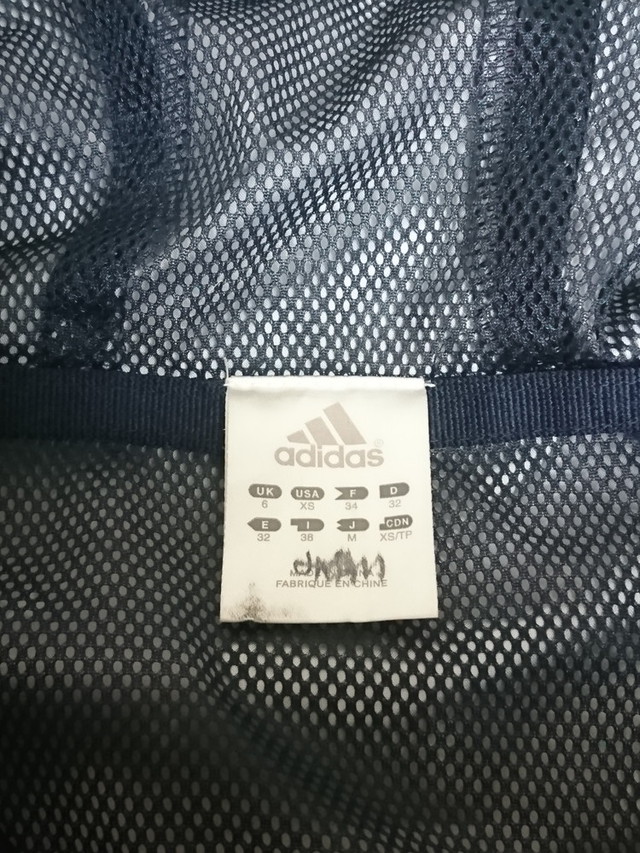 adidas®
UK USA F D
6 XS 34 32
E I J CDN
32 38 M XS/TP
FABRIQUE EN CHINE